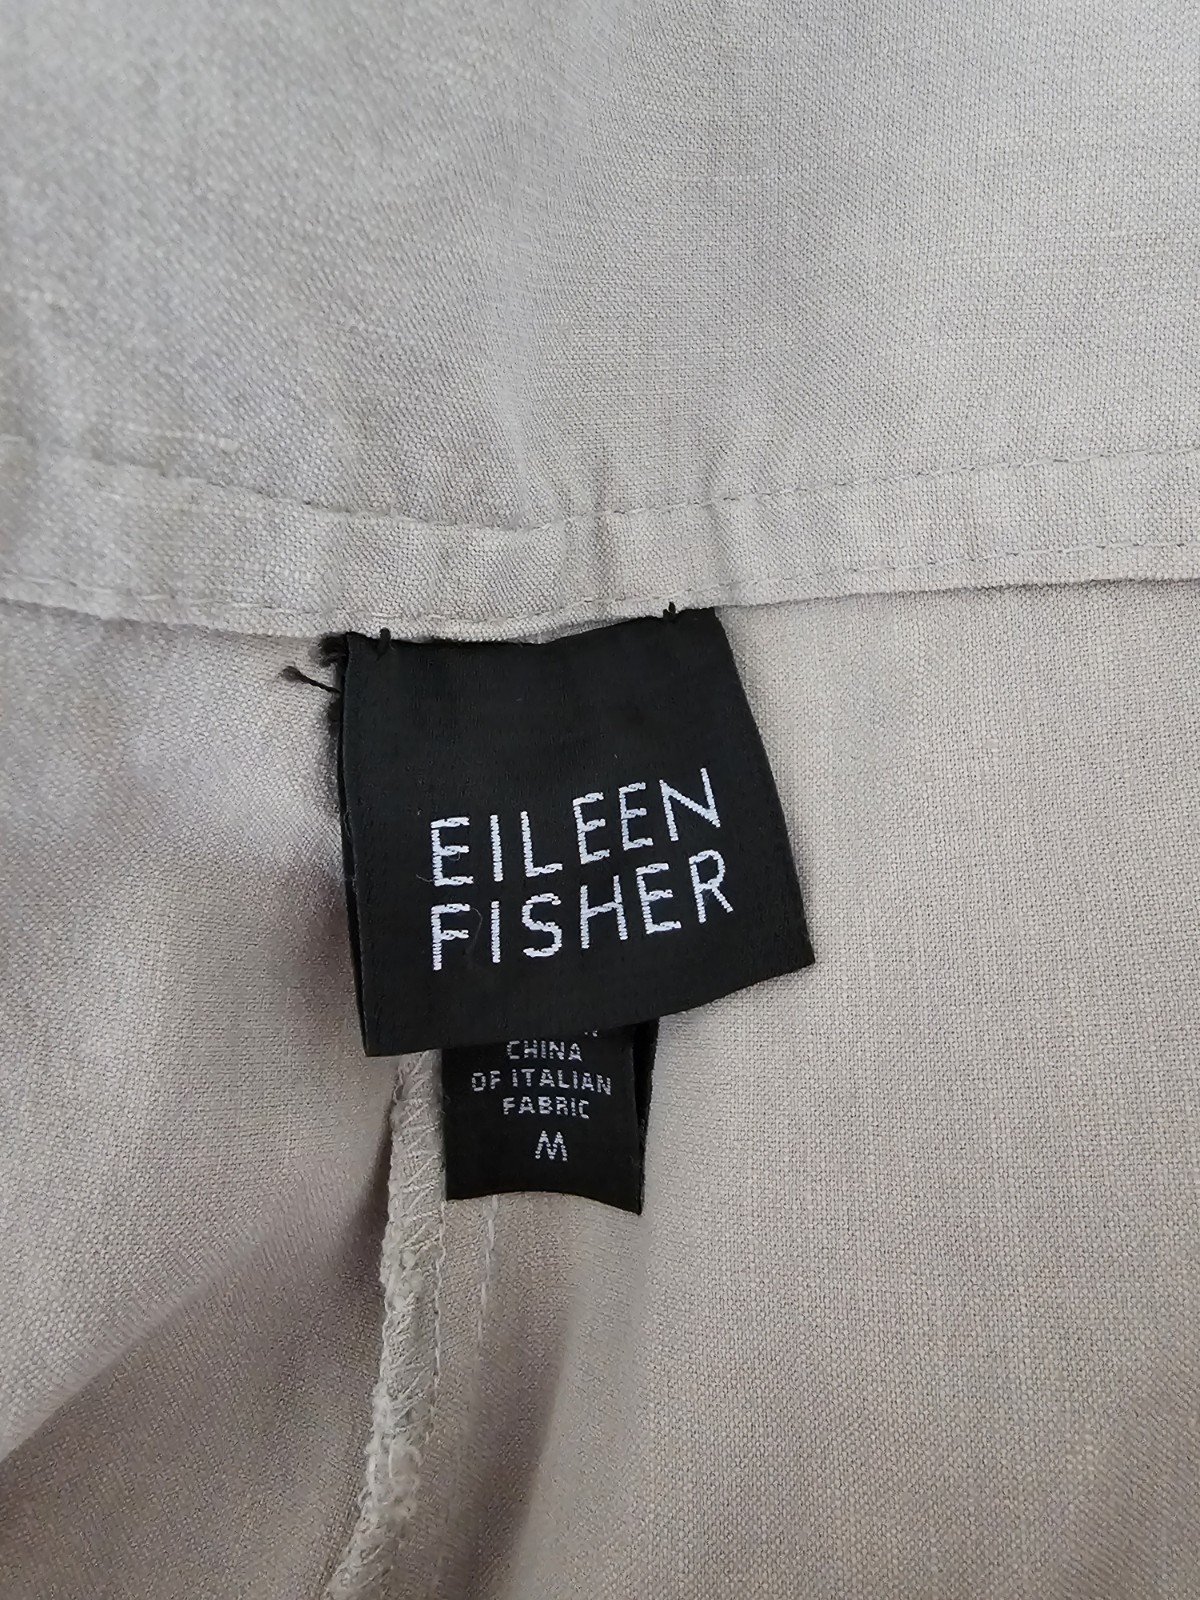 EILEEN
FISHER
CHINA
OF ITALIAN
FABRIC
M